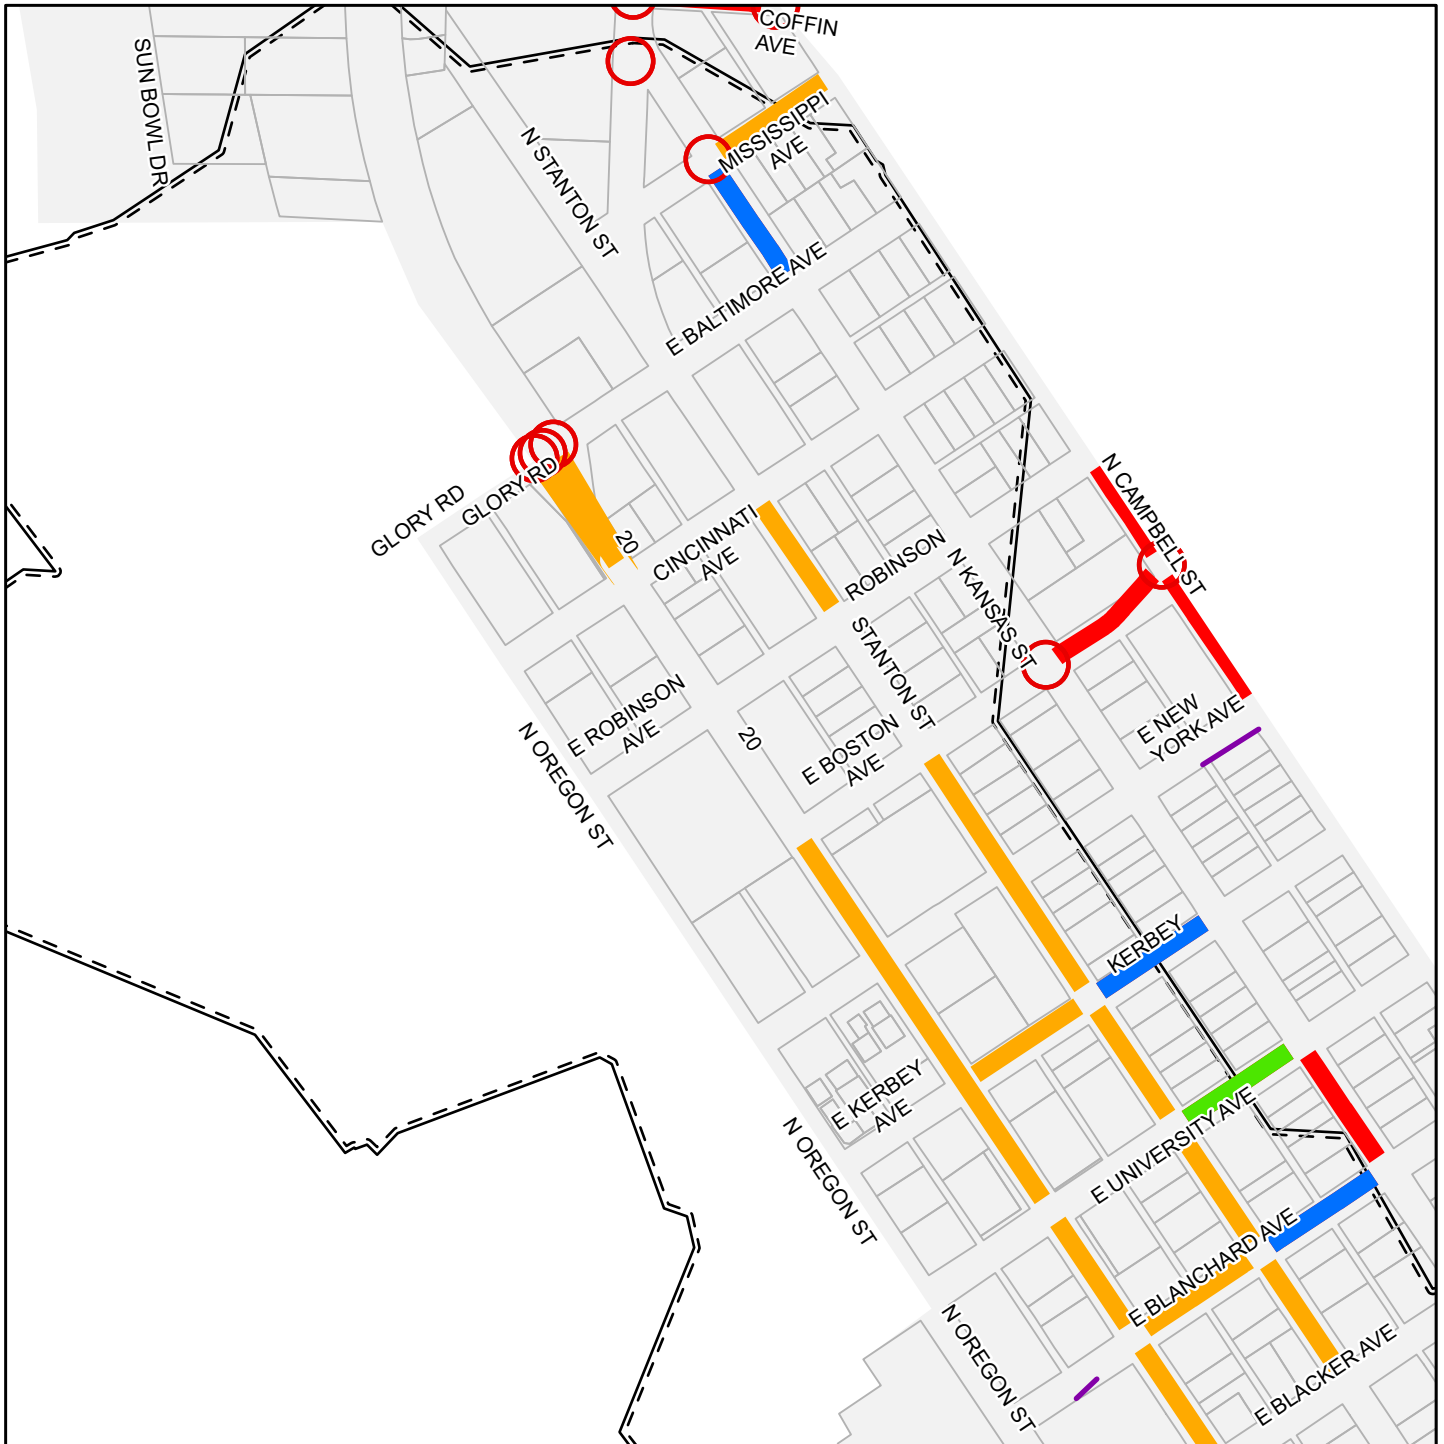 COFFIN
AVE
SUN BOWL DR
MISSISSIPPI
AVE
N STANTON ST
E BALTIMORE AVE
GLORY RD
GLORY RD
20
CINCINNATI
AVE
ROBINSON
N CAMPBELL ST
N KANSAS ST
STANTON ST
E ROBINSON
AVE
20
E BOSTON
AVE
E NEW
YORK AVE
N OREGON ST
KERBEY
E KERBEY
AVE
E UNIVERSITY AVE
N OREGON ST
E BLANCHARD AVE
N OREGON ST
E BLACKER AVE